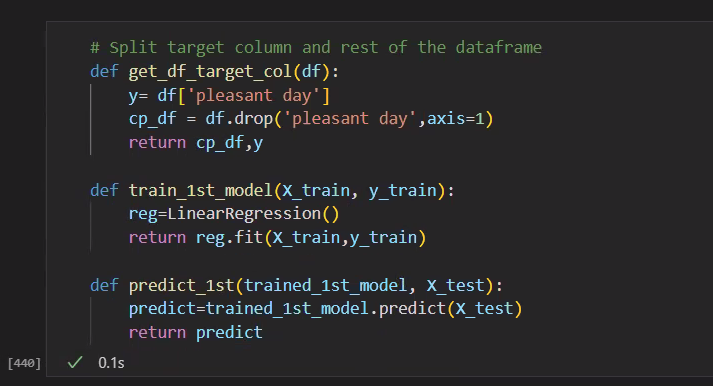 # Split target column and rest of the dataframe
def get_df_target_col(df):
    y= df['pleasant day']
    cp_df = df.drop('pleasant day',axis=1)
    return cp_df,y
def train_1st_model(X_train, y_train):
    reg=LinearRegression()
    return reg.fit(X_train,y_train)
def predict_1st(trained_1st_model, X_test):
    predict=trained_1st_model.predict(X_test)
    return predict
[440] ✓ 0.1s